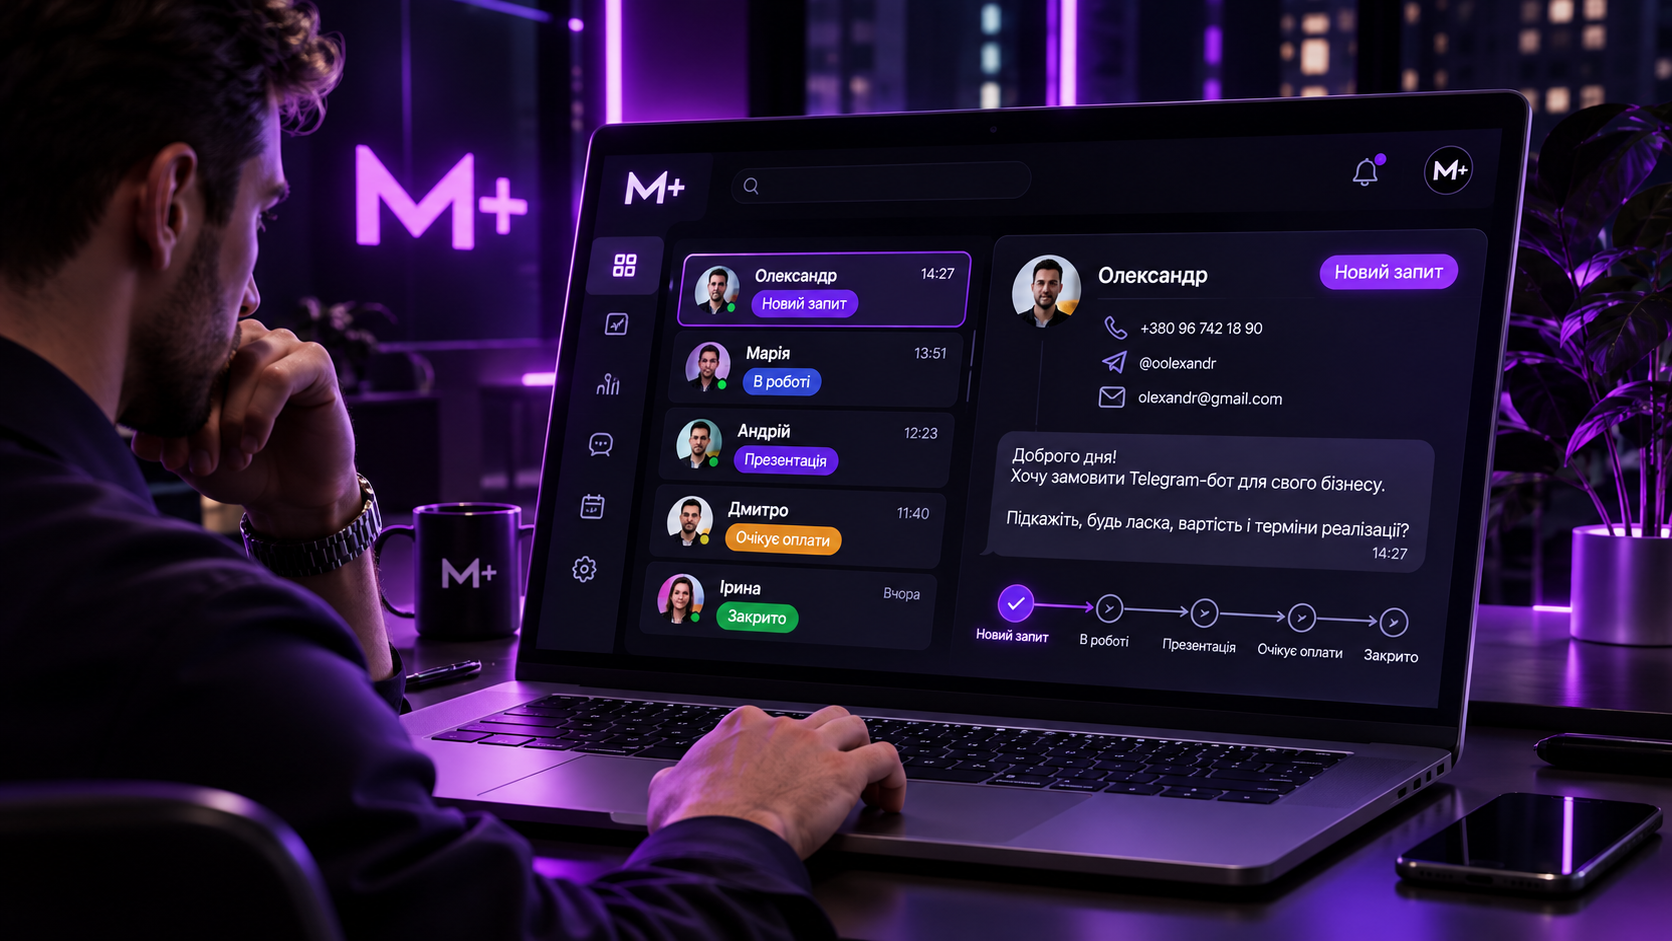 M+
M+
M+
Олександр
14:27
Новий запит
Марія
13:51
В роботі
Андрій
12:23
Презентація
Дмитро
11:40
Очікує оплати
Ірина
Вчора
Закрито
Олександр
Новий запит
+380 96 742 18 90
@oolexandr
olexandr@gmail.com
Доброго дня!
Хочу замовити Telegram-бот для свого бізнесу.
Підкажіть, будь ласка, вартість і терміни реалізації?
14:27
Новий запит
В роботі
Презентація
Очікує оплати
Закрито
M+